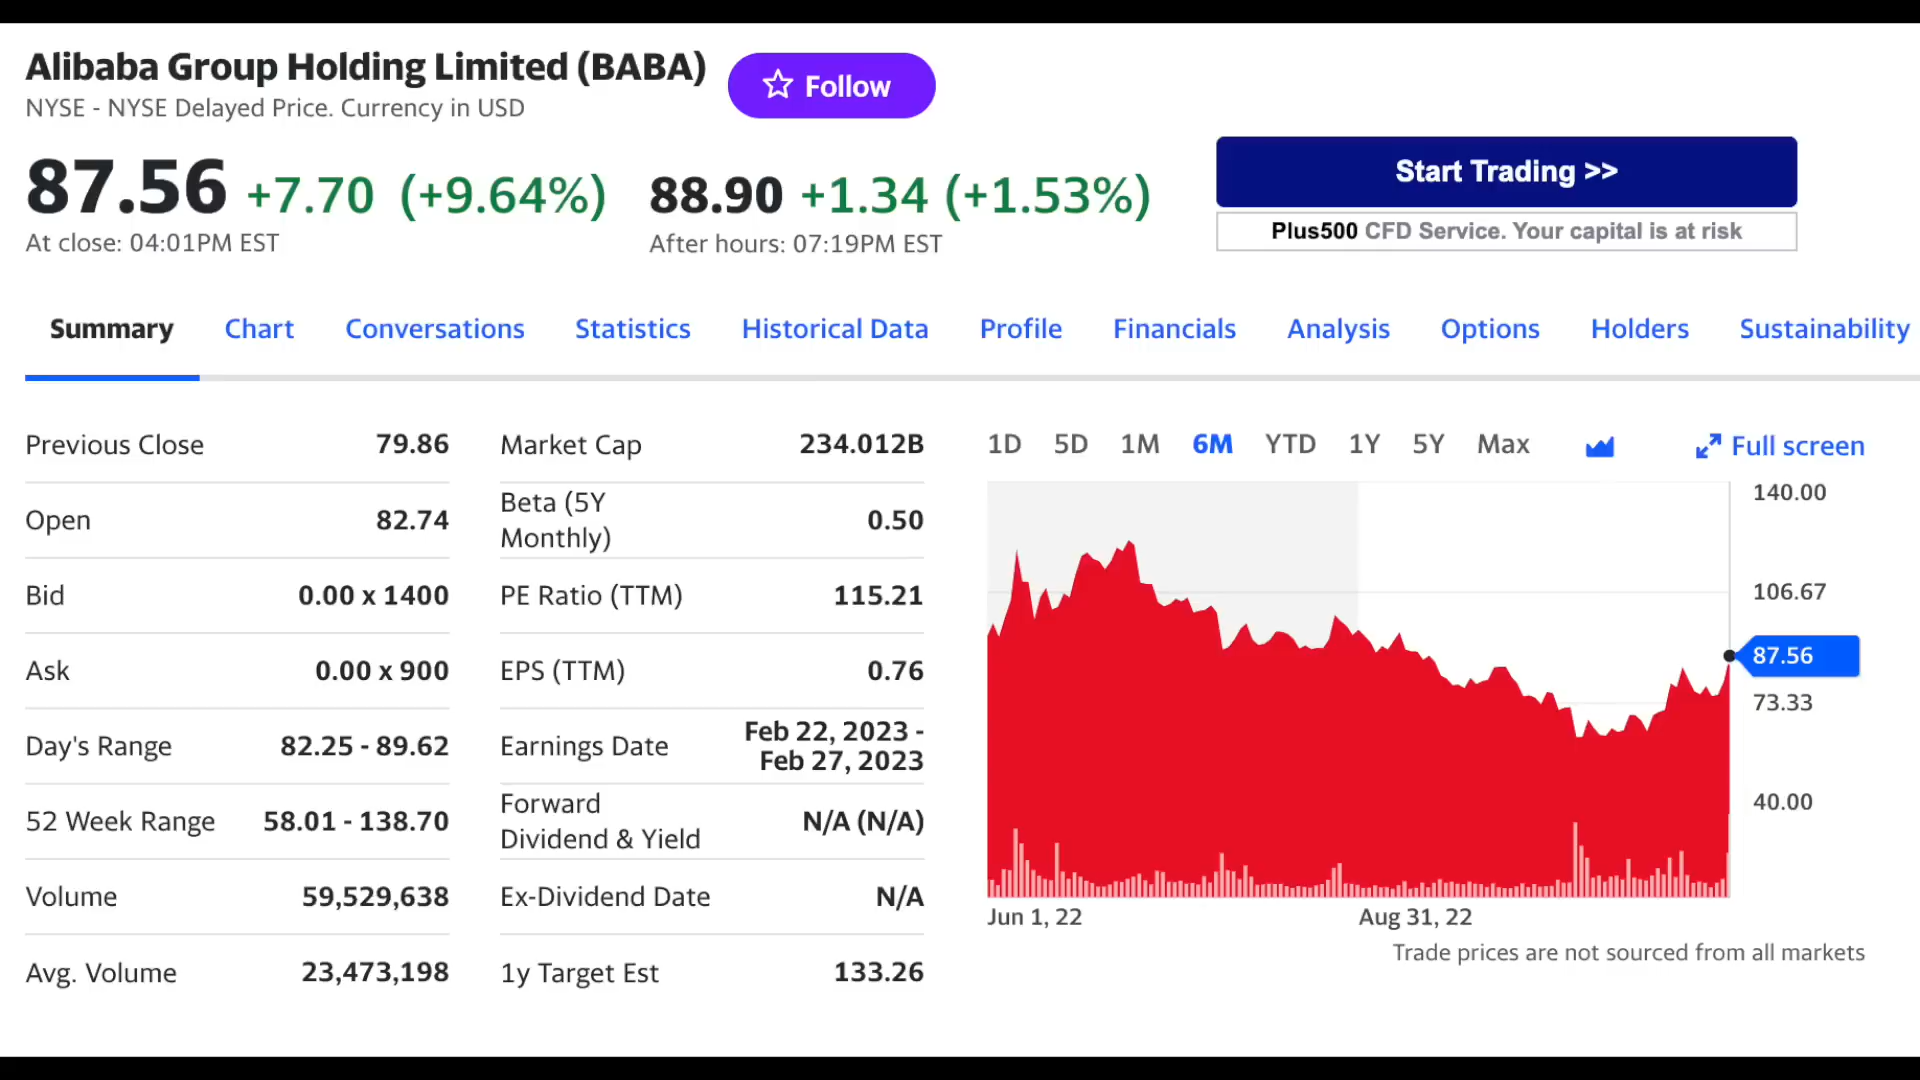 Alibaba Group Holding Limited (BABA)
Follow
NYSE - NYSE Delayed Price. Currency in USD
87.56 +7.70 (+9.64%)
At close: 04:01PM EST
88.90 +1.34 (+1.53%)
After hours: 07:19PM EST
Start Trading >>
Plus500 CFD Service. Your capital is at risk
Summary Chart Conversations Statistics Historical Data Profile Financials Analysis Options Holders Sustainability
Previous Close 79.86
Open 82.74
Bid 0.00 x 1400
Ask 0.00 x 900
Day's Range 82.25 - 89.62
52 Week Range 58.01 - 138.70
Volume 59,529,638
Avg. Volume 23,473,198
Market Cap 234.012B
Beta (5Y
Monthly) 0.50
PE Ratio (TTM) 115.21
EPS (TTM) 0.76
Earnings Date Feb 22, 2023 -
Feb 27, 2023
Forward
Dividend & Yield N/A (N/A)
Ex-Dividend Date N/A
1y Target Est 133.26
1D 5D 1M 6M YTD 1Y 5Y Max Full screen
140.00
106.67
87.56
73.33
40.00
Jun 1, 22 Aug 31, 22
Trade prices are not sourced from all markets